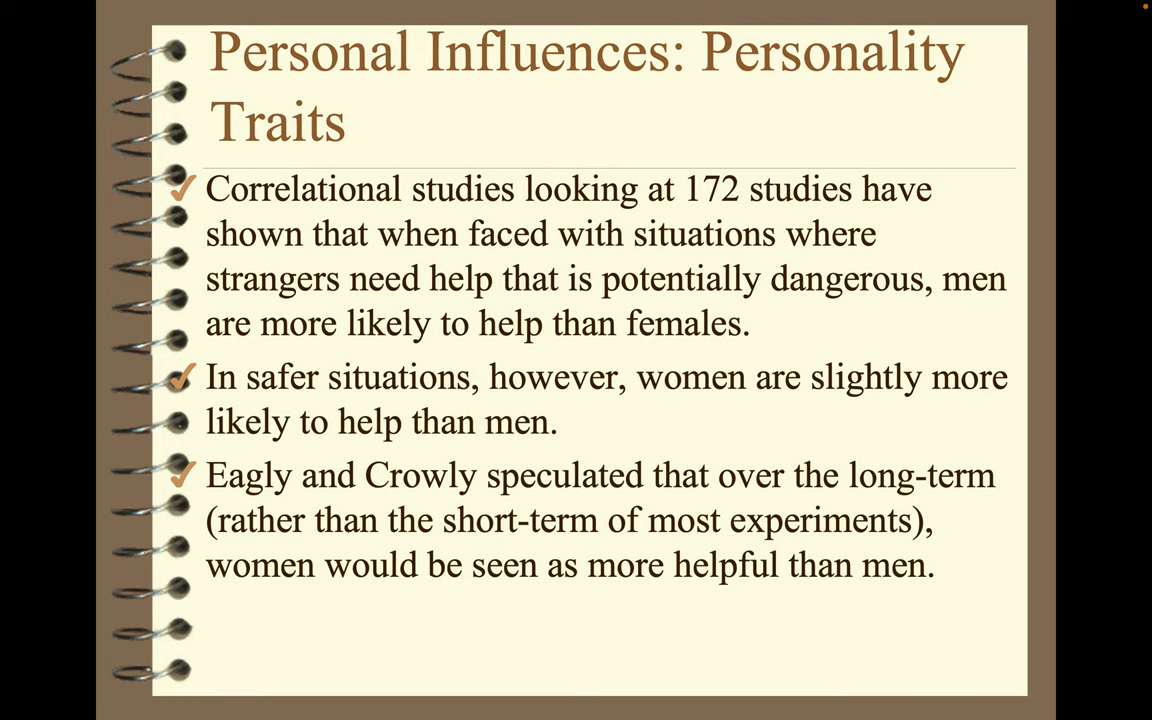 Personal Influences: Personality
Traits
✓ Correlational studies looking at 172 studies have
shown that when faced with situations where
strangers need help that is potentially dangerous, men
are more likely to help than females.
✓ In safer situations, however, women are slightly more
likely to help than men.
✓ Eagly and Crowly speculated that over the long-term
(rather than the short-term of most experiments),
women would be seen as more helpful than men.